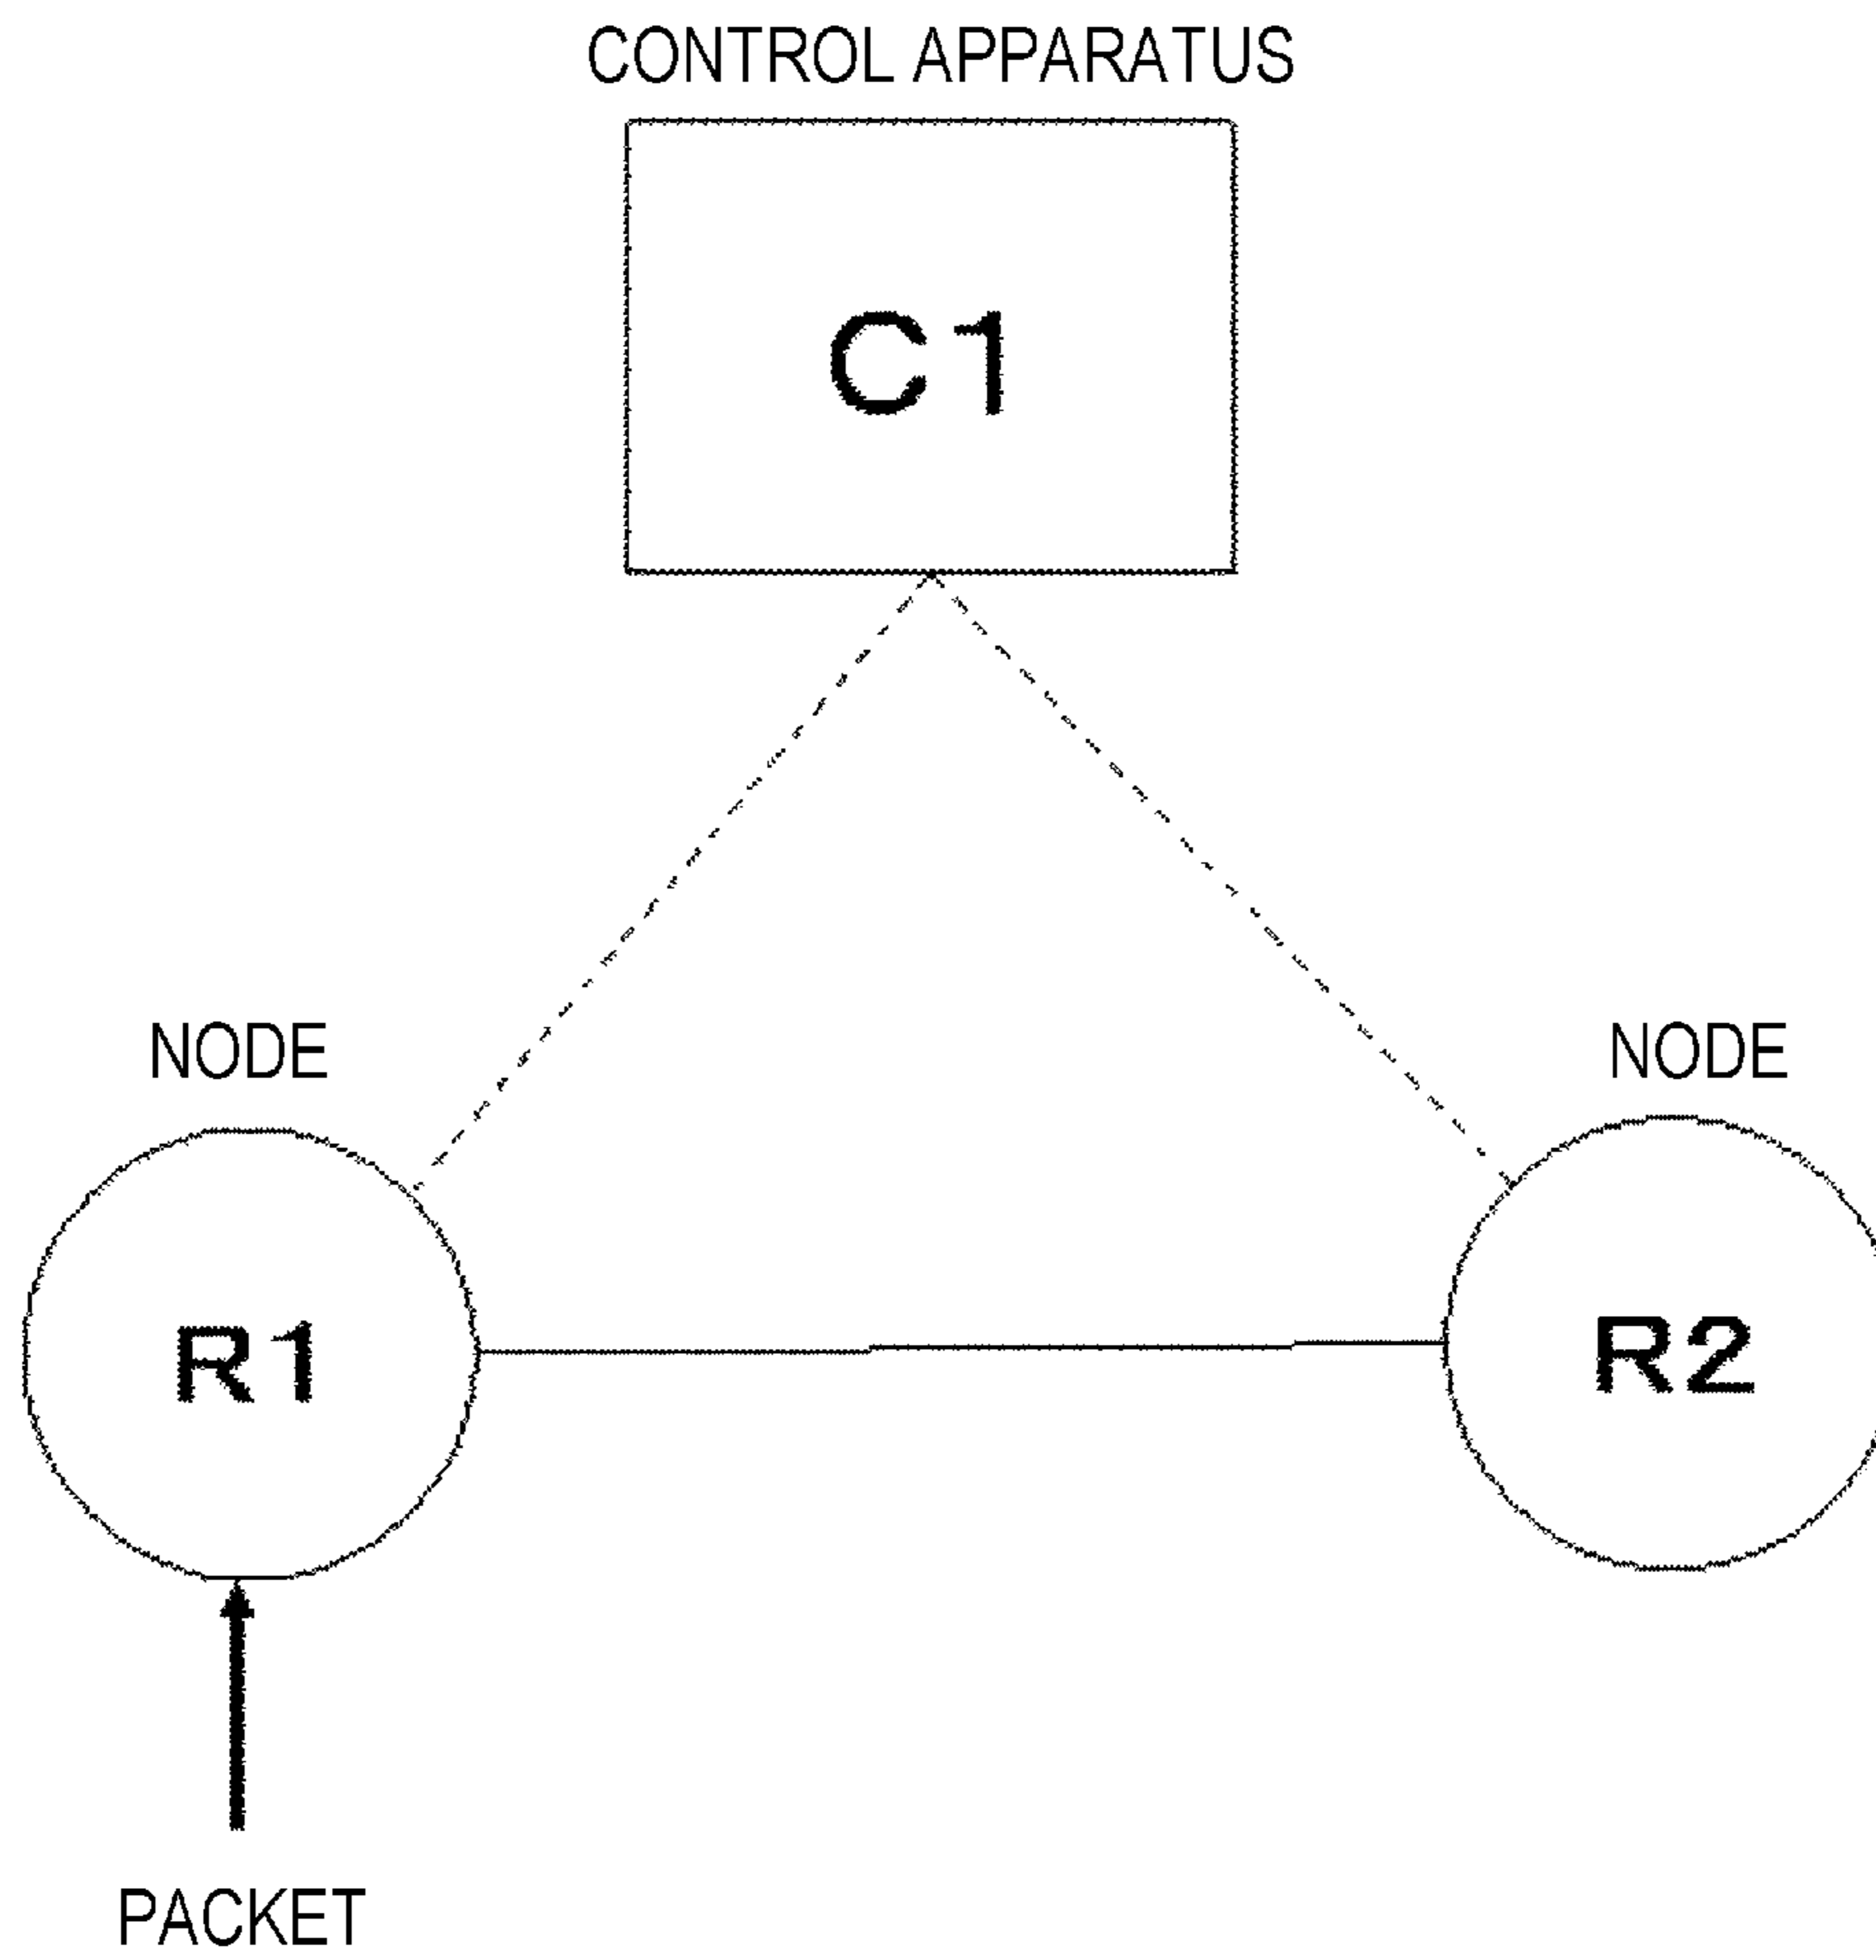 CONTROL APPARATUS
C1
NODE
NODE
R1
R2
PACKET